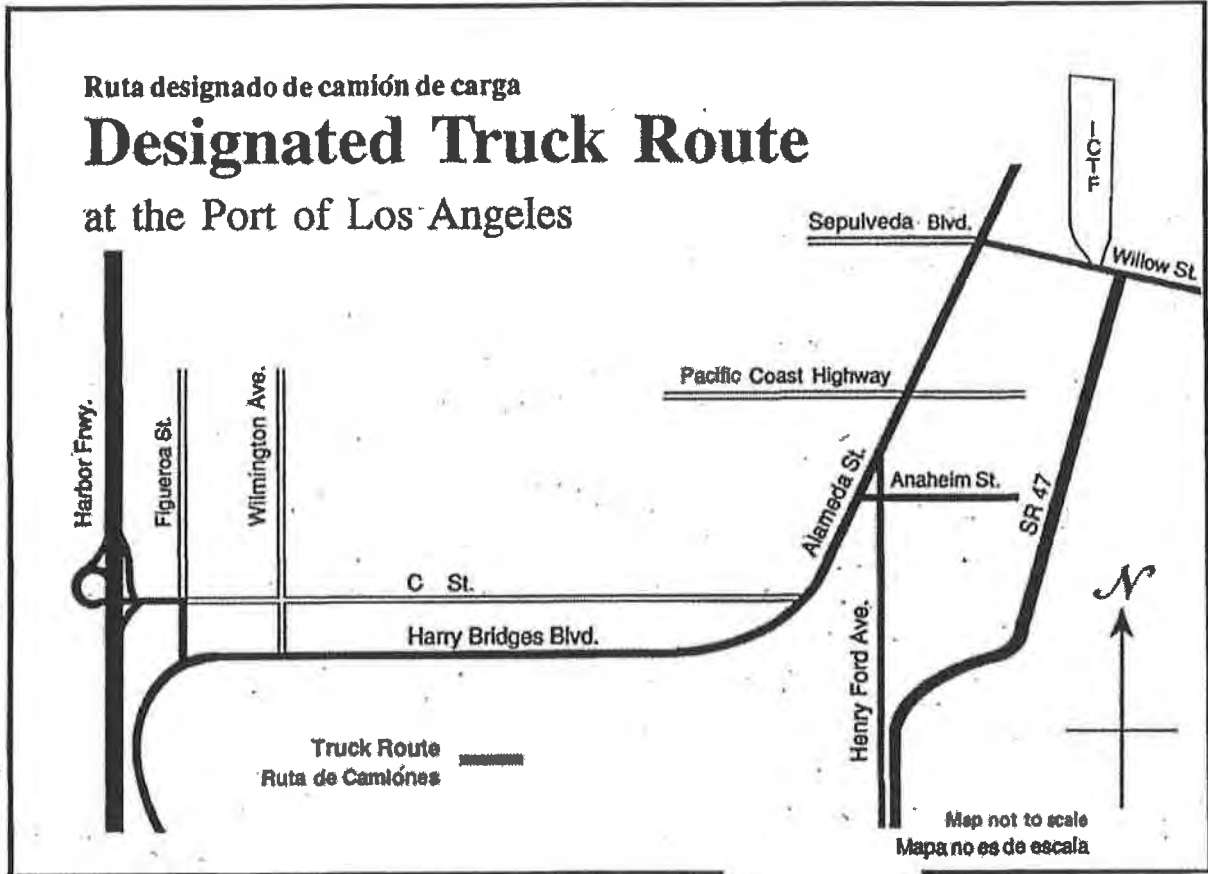 Ruta designado de camión de carga
Designated Truck Route
at the Port of Los Angeles
ICTF
Sepulveda Blvd.
Willow St.
Pacific Coast Highway
Harbor Frwy.
Figueroa St.
Wilmington Ave.
Alameda St.
Anaheim St.
SR 47
C St.
Harry Bridges Blvd.
Henry Ford Ave.
N
Truck Route
Ruta de Camiónes
Map not to scale
Mapa no es de escala